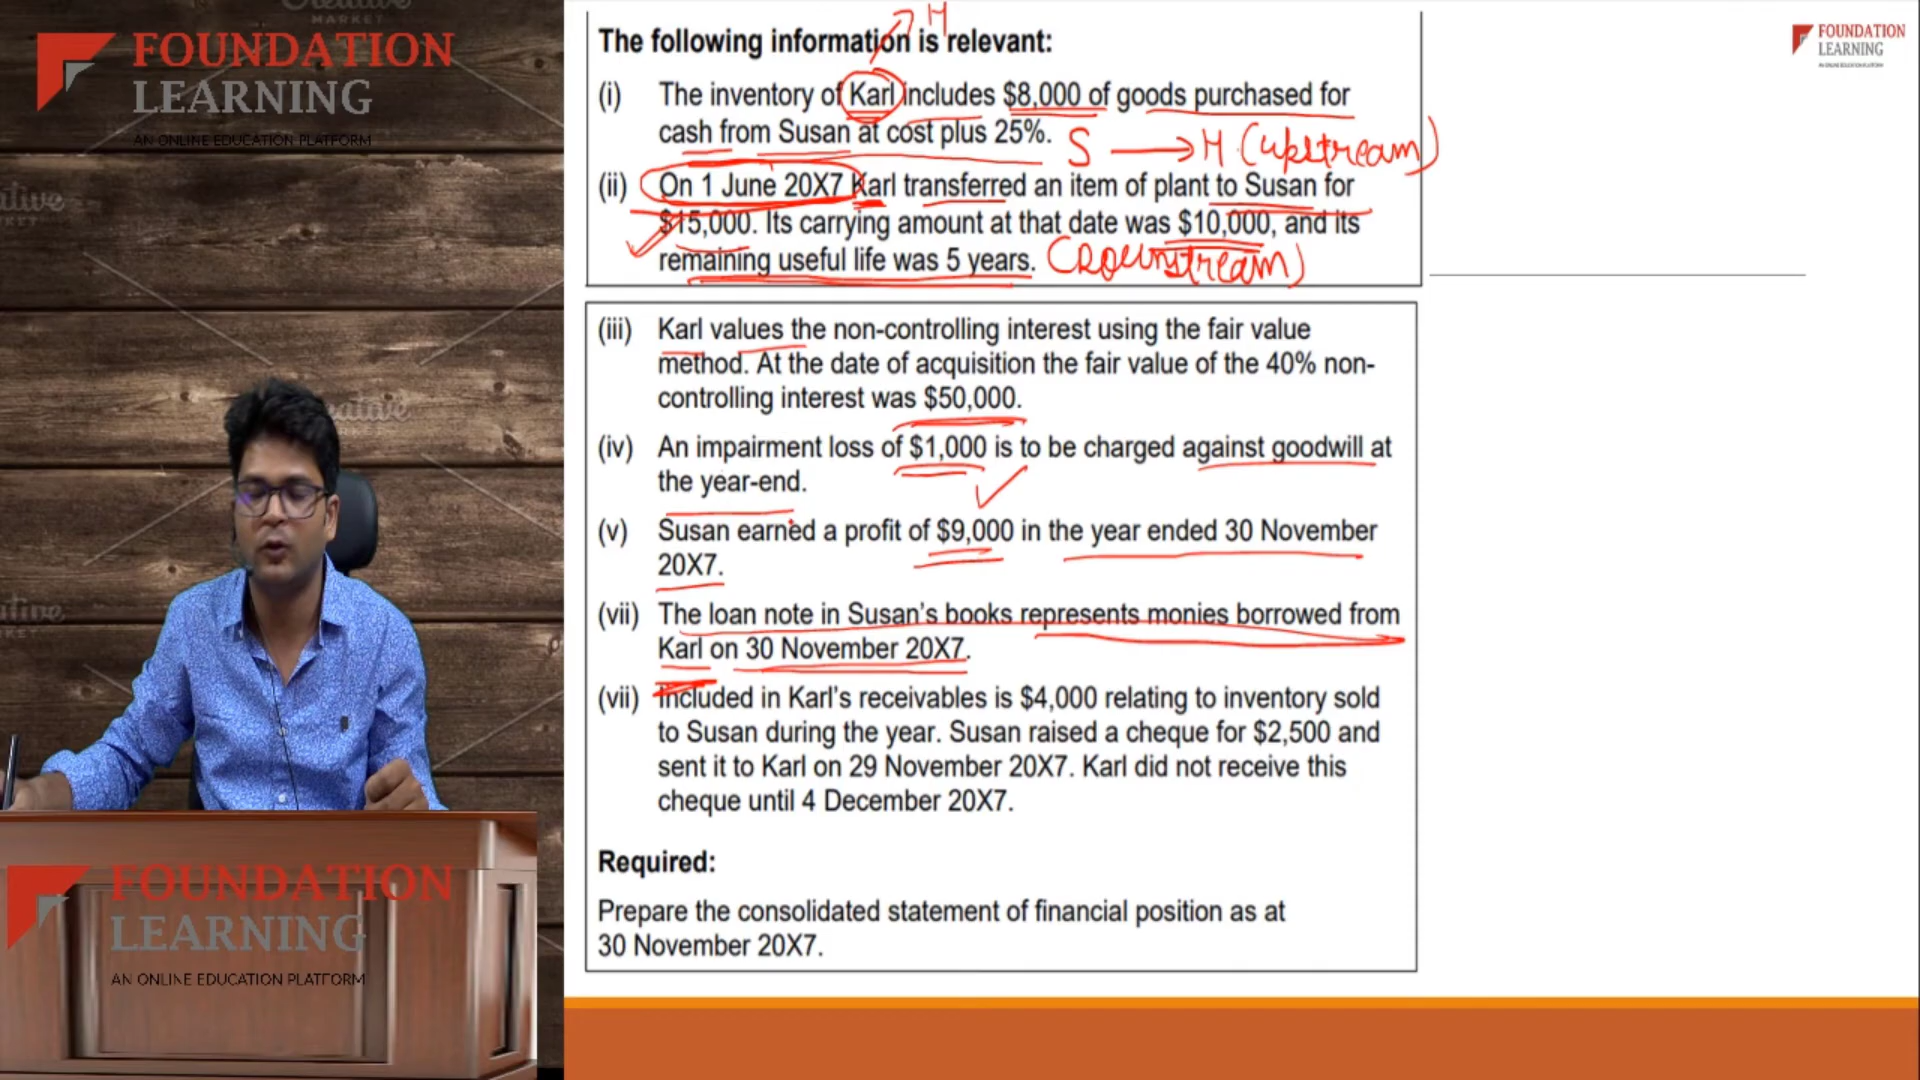 Creative
MARKET
FOUNDATION
LEARNING
AN ONLINE EDUCATION PLATFORM
FOUNDATION
LEARNING
AN ONLINE EDUCATION PLATFORM
H
The following information is relevant:
(i) The inventory of Karl includes $8,000 of goods purchased for
cash from Susan at cost plus 25%.
S → H (upstream)
(ii) On 1 June 20X7 Karl transferred an item of plant to Susan for
$15,000. Its carrying amount at that date was $10,000, and its
remaining useful life was 5 years. (Downstream)
(iii) Karl values the non-controlling interest using the fair value
method. At the date of acquisition the fair value of the 40% non-
controlling interest was $50,000.
(iv) An impairment loss of $1,000 is to be charged against goodwill at
the year-end.
(v) Susan earned a profit of $9,000 in the year ended 30 November
20X7.
(vii) The loan note in Susan's books represents monies borrowed from
Karl on 30 November 20X7.
(vii) Included in Karl's receivables is $4,000 relating to inventory sold
to Susan during the year. Susan raised a cheque for $2,500 and
sent it to Karl on 29 November 20X7. Karl did not receive this
cheque until 4 December 20X7.
Required:
Prepare the consolidated statement of financial position as at
30 November 20X7.
FOUNDATION
LEARNING
AN ONLINE EDUCATION PLATFORM